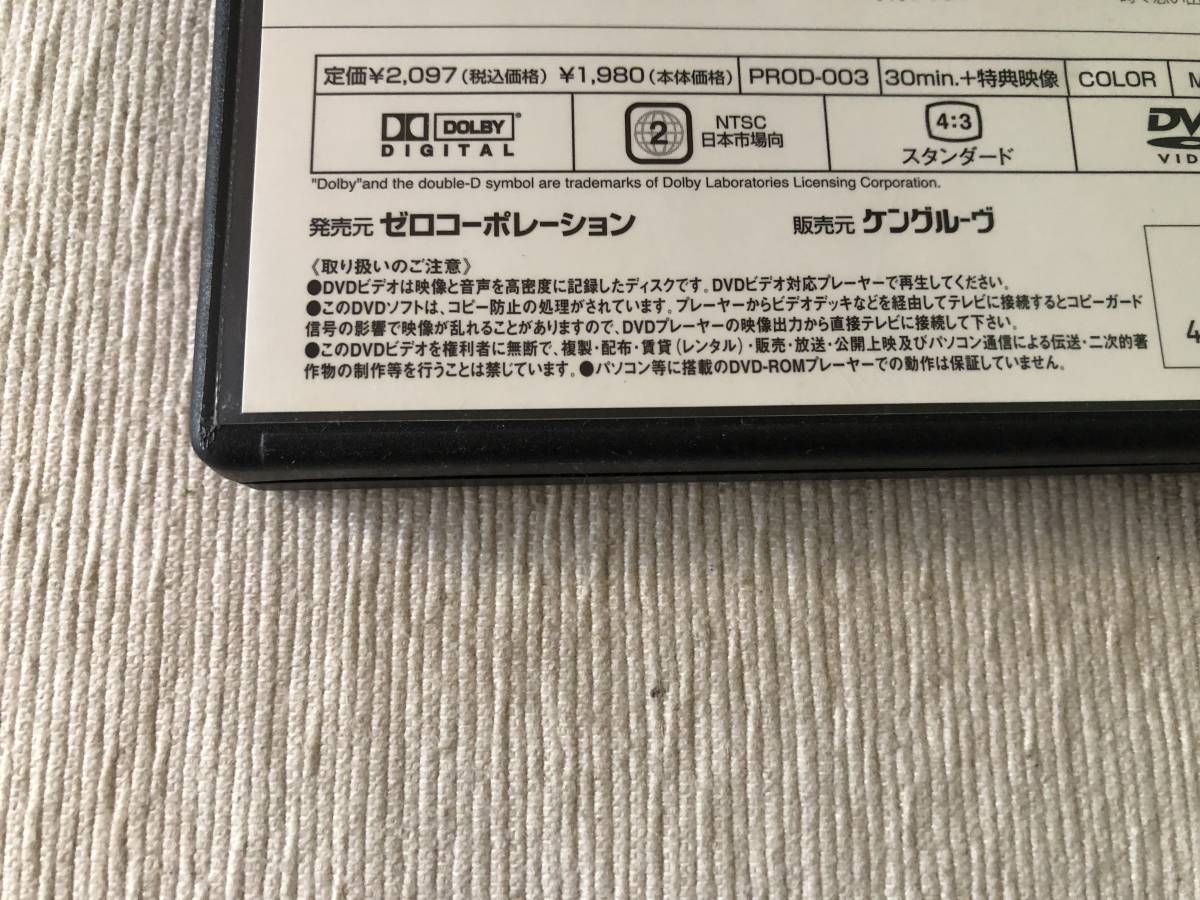 定価¥2,097(税込価格) ¥1,980(本体価格) PROD-003 30min.+特典映像 COLOR
DOLBY DIGITAL
2 NTSC 日本市場向
4:3 スタンダード
VID
"Dolby"and the double-D symbol are trademarks of Dolby Laboratories Licensing Corporation.
発売元 ゼロコーポレーション 販売元 ケングルーヴ
《取り扱いのご注意》
●DVDビデオは映像と音声を高密度に記録したディスクです。DVDビデオ対応プレーヤーで再生してください。
●このDVDソフトは、コピー防止の処理がされています。プレーヤーからビデオデッキなどを経由してテレビに接続するとコピーガード
信号の影響で映像が乱れることがありますので、DVDプレーヤーの映像出力から直接テレビに接続して下さい。
●このDVDビデオを権利者に無断で、複製・配布・賃貸(レンタル)・販売・放送・公開上映及びパソコン通信による伝送・二次的著
作物の制作等を行うことは禁じています。●パソコン等に搭載のDVD-ROMプレーヤーでの動作は保証していません。